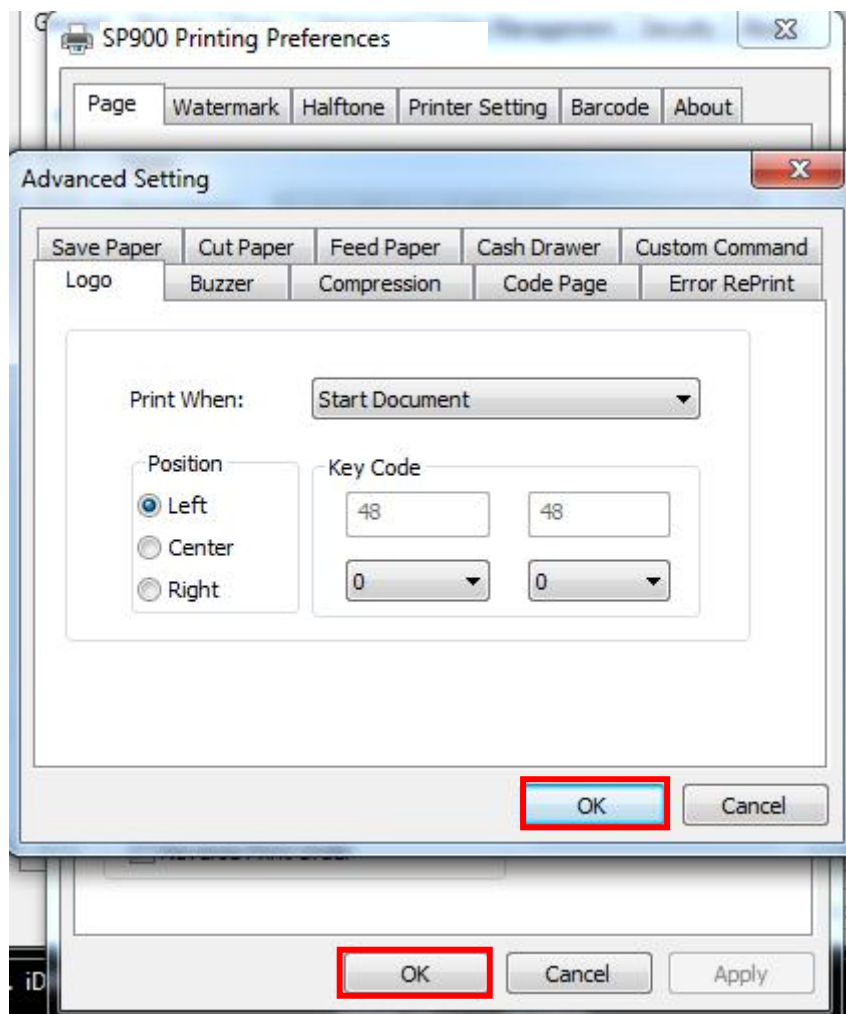 SP900 Printing Preferences
Page Watermark Halftone Printer Setting Barcode About
Advanced Setting
Save Paper Cut Paper Feed Paper Cash Drawer Custom Command
Logo Buzzer Compression Code Page Error RePrint
Print When: Start Document
Position Key Code
Left 48 48
Center
Right 0 0
OK Cancel
OK Cancel Apply
. iD